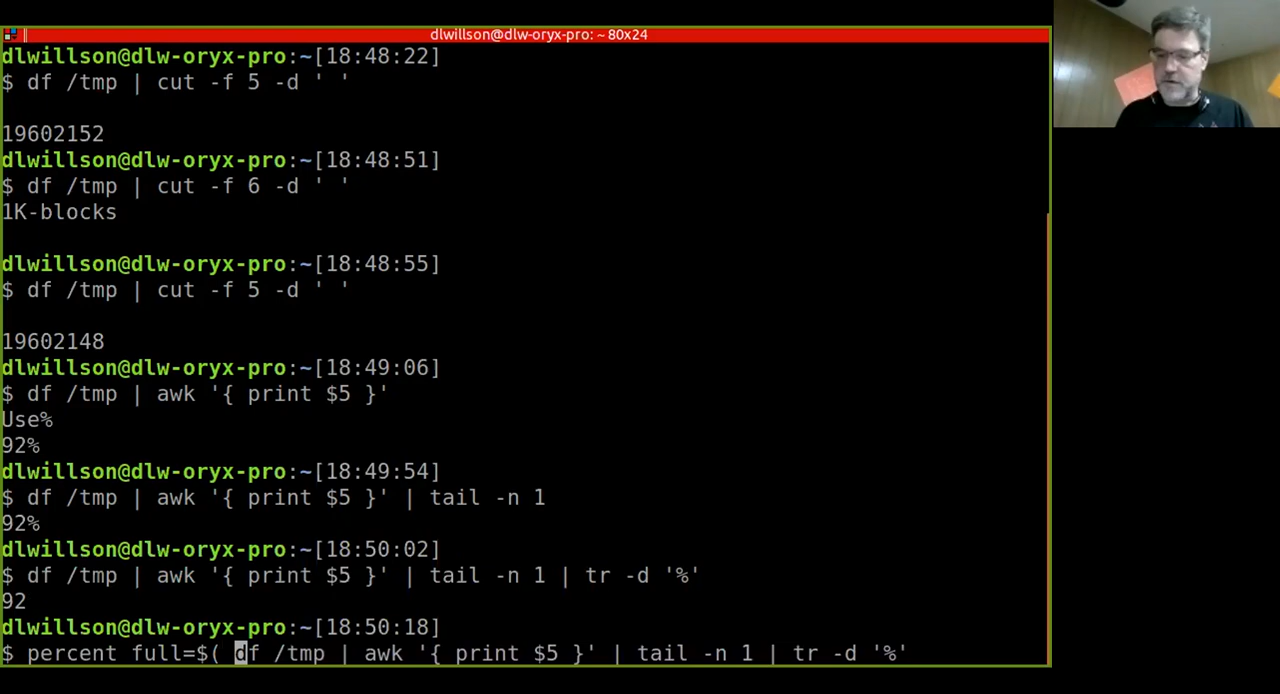 dlwillson@dlw-oryx-pro: ~ 80x24
dlwillson@dlw-oryx-pro:~[18:48:22]
$ df /tmp | cut -f 5 -d ' '
19602152
dlwillson@dlw-oryx-pro:~[18:48:51]
$ df /tmp | cut -f 6 -d ' '
1K-blocks
dlwillson@dlw-oryx-pro:~[18:48:55]
$ df /tmp | cut -f 5 -d ' '
19602148
dlwillson@dlw-oryx-pro:~[18:49:06]
$ df /tmp | awk '{ print $5 }'
Use%
92%
dlwillson@dlw-oryx-pro:~[18:49:54]
$ df /tmp | awk '{ print $5 }' | tail -n 1
92%
dlwillson@dlw-oryx-pro:~[18:50:02]
$ df /tmp | awk '{ print $5 }' | tail -n 1 | tr -d '%'
92
dlwillson@dlw-oryx-pro:~[18:50:18]
$ percent full=$( df /tmp | awk '{ print $5 }' | tail -n 1 | tr -d '%'